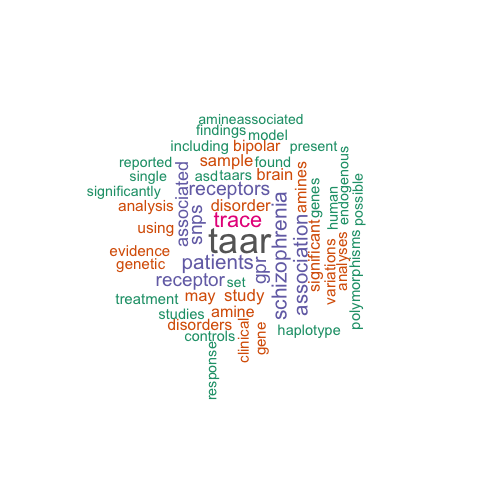 amineassociated
findings
model
including
bipolar
present
reported
sample
found
single
asd
taars
brain
significantly
associated
receptors
amines
genes
human
endogenous
possible
analysis
snps
disorder
trace
schizophrenia
association
using
taar
significant
variations
analyses
polymorphisms
evidence
genetic
patients
gpr
receptor
set
treatment
may
study
studies
amine
disorders
controls
clinical
gene
haplotype
response